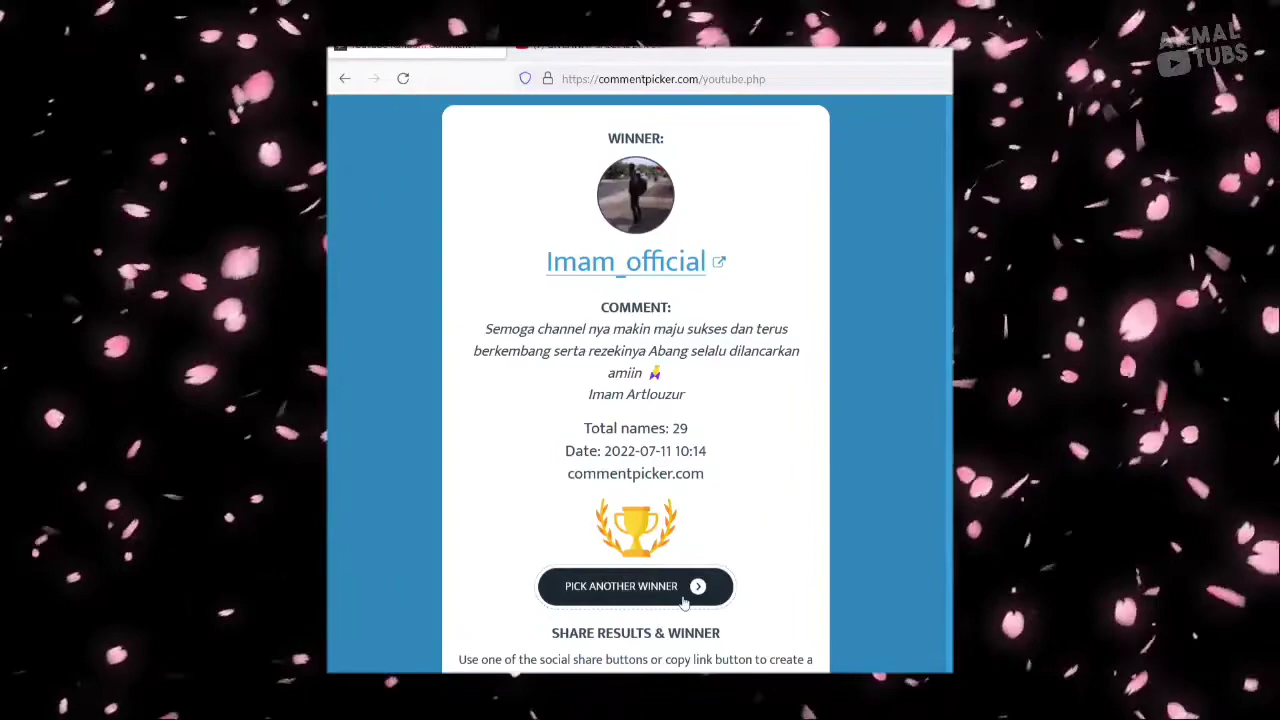 AKMAL
TUBS
https://commentpicker.com/youtube.php
WINNER:
Imam_official
COMMENT:
Semoga channel nya makin maju sukses dan terus
berkembang serta rezekinya Abang selalu dilancarkan
amiin
Imam Artlouzur
Total names: 29
Date: 2022-07-11 10:14
commentpicker.com
PICK ANOTHER WINNER
SHARE RESULTS & WINNER
Use one of the social share buttons or copy link button to create a